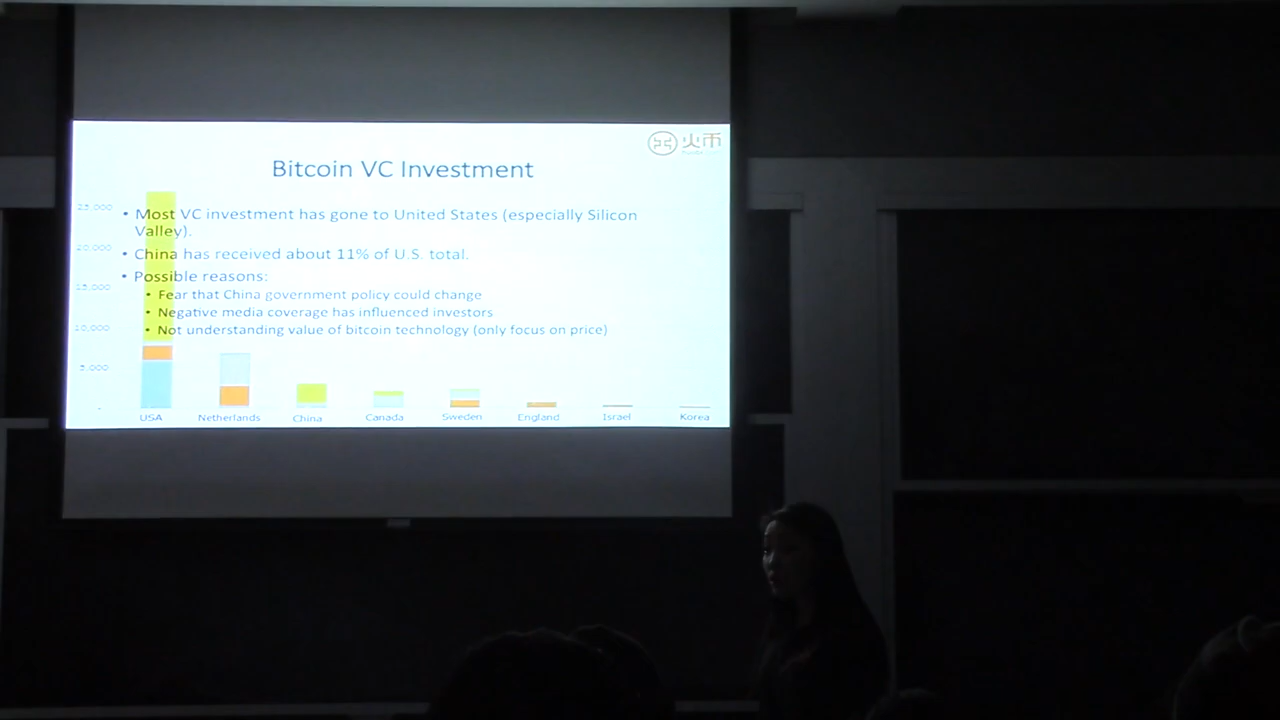 火币
Bitcoin VC Investment
• Most VC investment has gone to United States (especially Silicon
Valley).
• China has received about 11% of U.S. total.
• Possible reasons:
• Fear that China government policy could change
• Negative media coverage has influenced investors
• Not understanding value of bitcoin technology (only focus on price)
25,000
20,000
15,000
10,000
5,000
-
USA Netherlands China Canada Sweden England Israel Korea